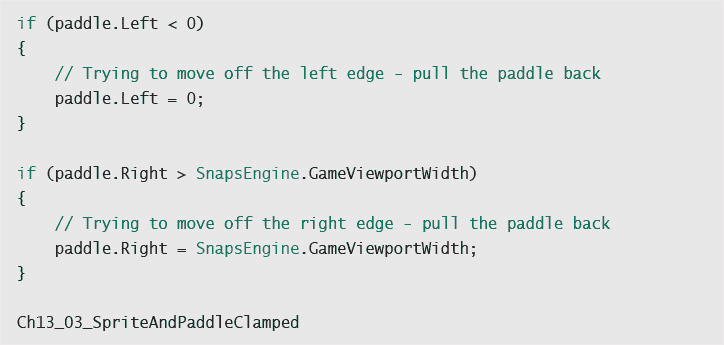 if (paddle.Left < 0)
{
    // Trying to move off the left edge - pull the paddle back
    paddle.Left = 0;
}

if (paddle.Right > SnapsEngine.GameViewportWidth)
{
    // Trying to move off the right edge - pull the paddle back
    paddle.Right = SnapsEngine.GameViewportWidth;
}

Ch13_03_SpriteAndPaddleClamped